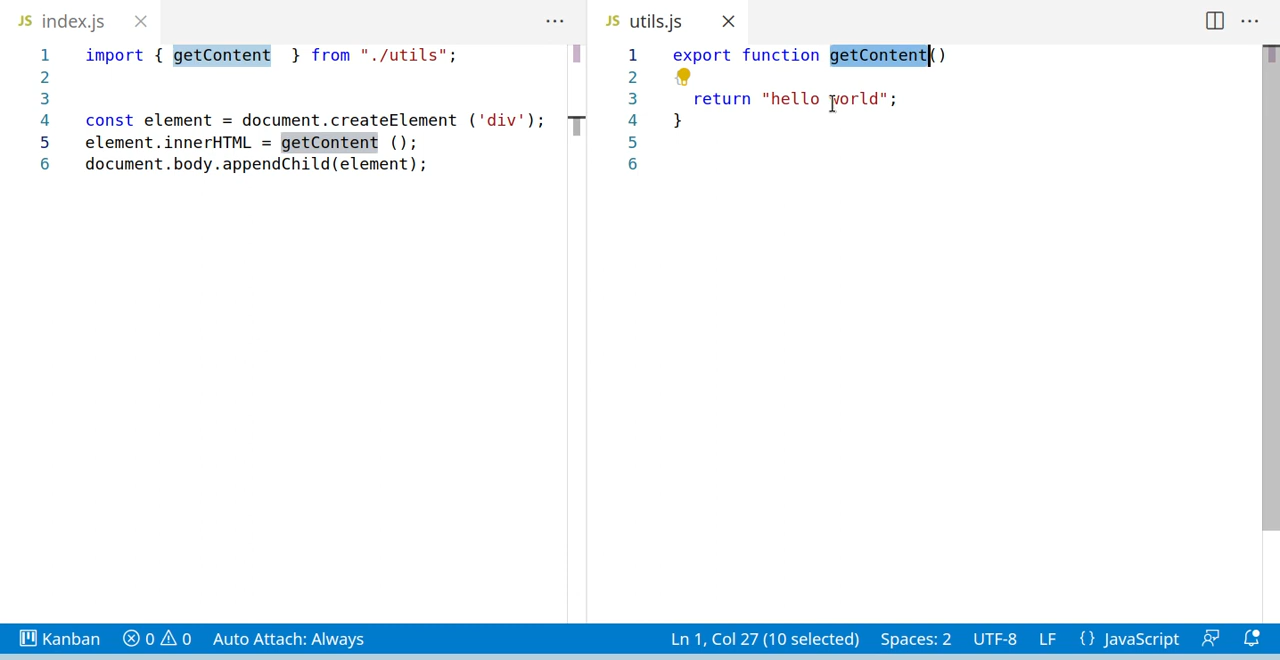 JS index.js
JS utils.js
1 import { getContent  } from "./utils";
2
3
4 const element = document.createElement ('div');
5 element.innerHTML = getContent ();
6 document.body.appendChild(element);
1 export function getContent()
2 {
3   return "hello world";
4 }
5
6
Kanban 0 0 Auto Attach: Always Ln 1, Col 27 (10 selected) Spaces: 2 UTF-8 LF {} JavaScript